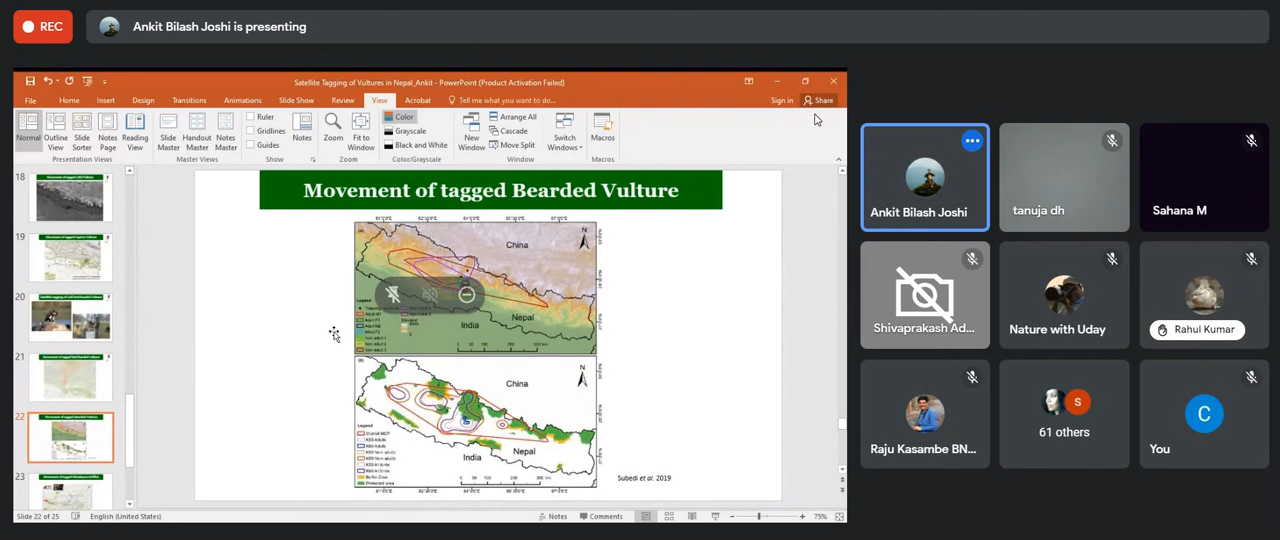 REC
Ankit Bilash Joshi is presenting
Satellite Tagging of Vultures in Nepal_Ankit - PowerPoint (Product Activation Failed)
File Home Insert Design Transitions Animations Slide Show Review View Acrobat Tell me what you want to do... Sign in Share
Normal Outline View Slide Sorter Notes Page Reading View
Presentation Views
Slide Master Handout Master Notes Master
Master Views
Ruler
Gridlines
Guides
Show
Notes
Zoom Fit to Window
Zoom
Color
Grayscale
Black and White
Color/Grayscale
New Window
Arrange All
Cascade
Move Split
Switch Windows
Window
Macros
Macros
18
19
20
21
22
23
Movement of tagged Bearded Vulture
N
China
Legend
India
Nepal
N
China
Legend
Overall MCP
Buffer Zone
Protected area
India
Nepal
Subedi et al. 2019
Slide 22 of 25 English (United States) Notes Comments 75%
Ankit Bilash Joshi
tanuja dh
Sahana M
Shivaprakash Ad...
Nature with Uday
Rahul Kumar
Raju Kasambe BN...
S
61 others
C
You